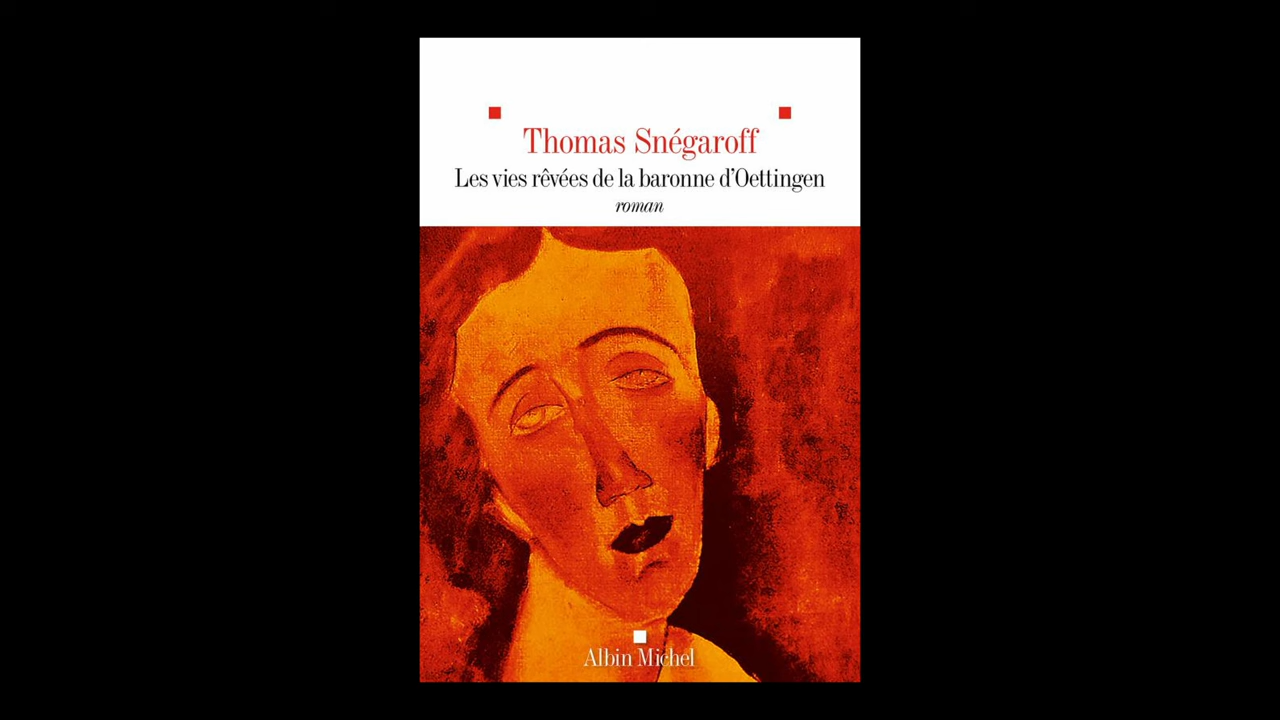 Thomas Snégaroff
Les vies rêvées de la baronne d’Oettingen
roman
Albin Michel